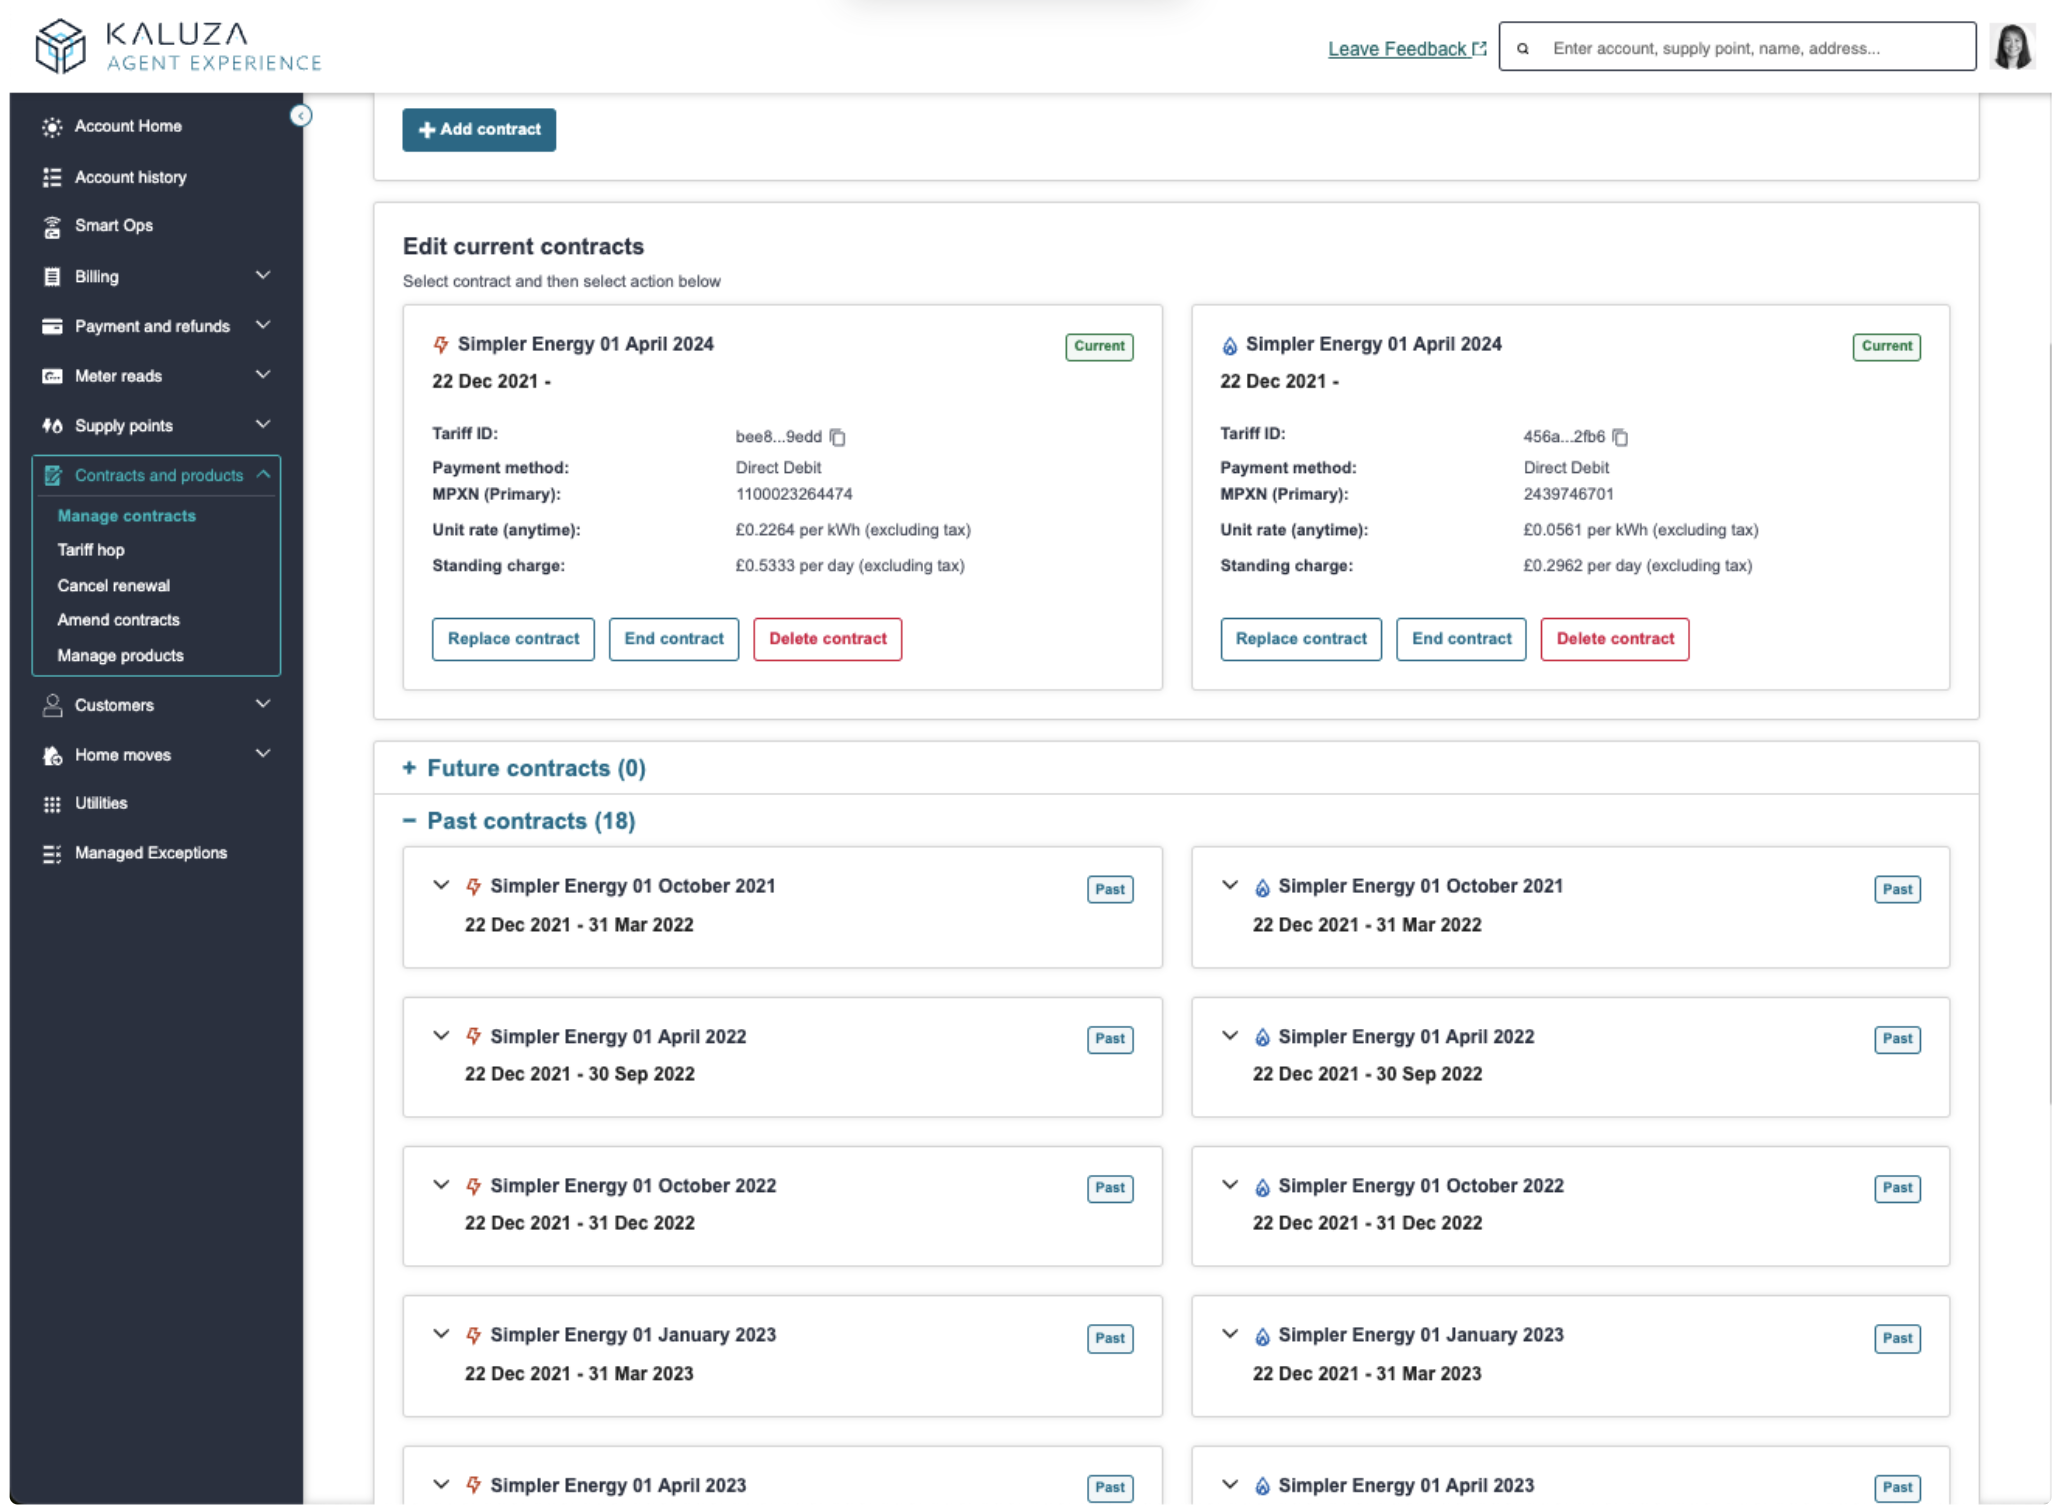 KALUZA
AGENT EXPERIENCE
Leave Feedback
Enter account, supply point, name, address...
Account Home
Account history
Smart Ops
Billing
Payment and refunds
Meter reads
Supply points
Contracts and products
Manage contracts
Tariff hop
Cancel renewal
Amend contracts
Manage products
Customers
Home moves
Utilities
Managed Exceptions
Add contract
Edit current contracts
Select contract and then select action below
Simpler Energy 01 April 2024
Current
22 Dec 2021 -
Tariff ID: bee8...9edd
Payment method: Direct Debit
MPXN (Primary): 1100023264474
Unit rate (anytime): £0.2264 per kWh (excluding tax)
Standing charge: £0.5333 per day (excluding tax)
Replace contract End contract Delete contract
Simpler Energy 01 April 2024
Current
22 Dec 2021 -
Tariff ID: 456a...2fb6
Payment method: Direct Debit
MPXN (Primary): 2439746701
Unit rate (anytime): £0.0561 per kWh (excluding tax)
Standing charge: £0.2962 per day (excluding tax)
Replace contract End contract Delete contract
+ Future contracts (0)
− Past contracts (18)
Simpler Energy 01 October 2021 Past
22 Dec 2021 - 31 Mar 2022
Simpler Energy 01 October 2021 Past
22 Dec 2021 - 31 Mar 2022
Simpler Energy 01 April 2022 Past
22 Dec 2021 - 30 Sep 2022
Simpler Energy 01 April 2022 Past
22 Dec 2021 - 30 Sep 2022
Simpler Energy 01 October 2022 Past
22 Dec 2021 - 31 Dec 2022
Simpler Energy 01 October 2022 Past
22 Dec 2021 - 31 Dec 2022
Simpler Energy 01 January 2023 Past
22 Dec 2021 - 31 Mar 2023
Simpler Energy 01 January 2023 Past
22 Dec 2021 - 31 Mar 2023
Simpler Energy 01 April 2023 Past
Simpler Energy 01 April 2023 Past